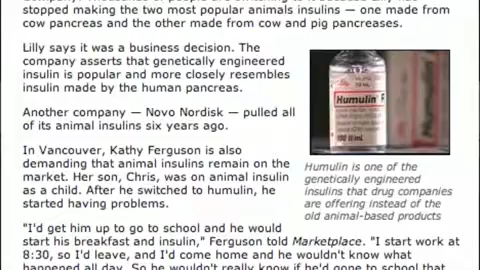 stopped making the two most popular animals insulins — one made from
cow pancreas and the other made from cow and pig pancreases.
Lilly says it was a business decision. The
company asserts that genetically engineered
insulin is popular and more closely resembles
insulin made by the human pancreas.
Another company — Novo Nordisk — pulled all
of its animal insulins six years ago.
In Vancouver, Kathy Ferguson is also
demanding that animal insulins remain on the
market. Her son, Chris, was on animal insulin
as a child. After he switched to humulin, he
started having problems.
Humulin
Humulin is one of the
genetically engineered
insulins that drug companies
are offering instead of the
old animal-based products
"I'd get him up to go to school and he would
start his breakfast and insulin," Ferguson told Marketplace. "I start work at
8:30, so I'd leave, and I'd come home and he wouldn't know what
happened all day. So he wouldn't really know if he'd gone to school that